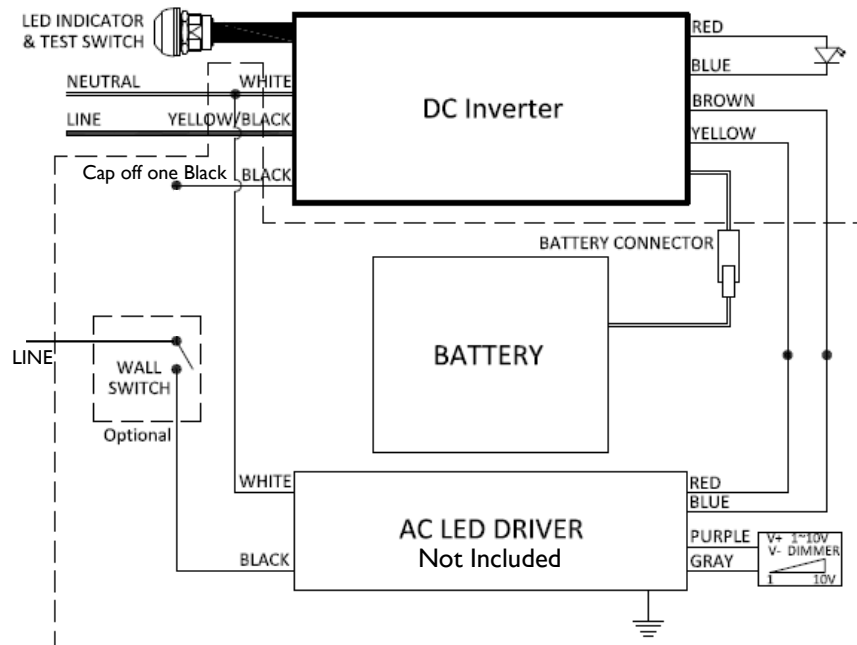 LED INDICATOR
& TEST SWITCH
NEUTRAL
WHITE
LINE
YELLOW/BLACK
Cap off one Black
BLACK
DC Inverter
RED
BLUE
BROWN
YELLOW
BATTERY CONNECTOR
BATTERY
LINE
WALL
SWITCH
Optional
WHITE
BLACK
AC LED DRIVER
Not Included
RED
BLUE
PURPLE
GRAY
V+ 1~10V
V- DIMMER
1 10V